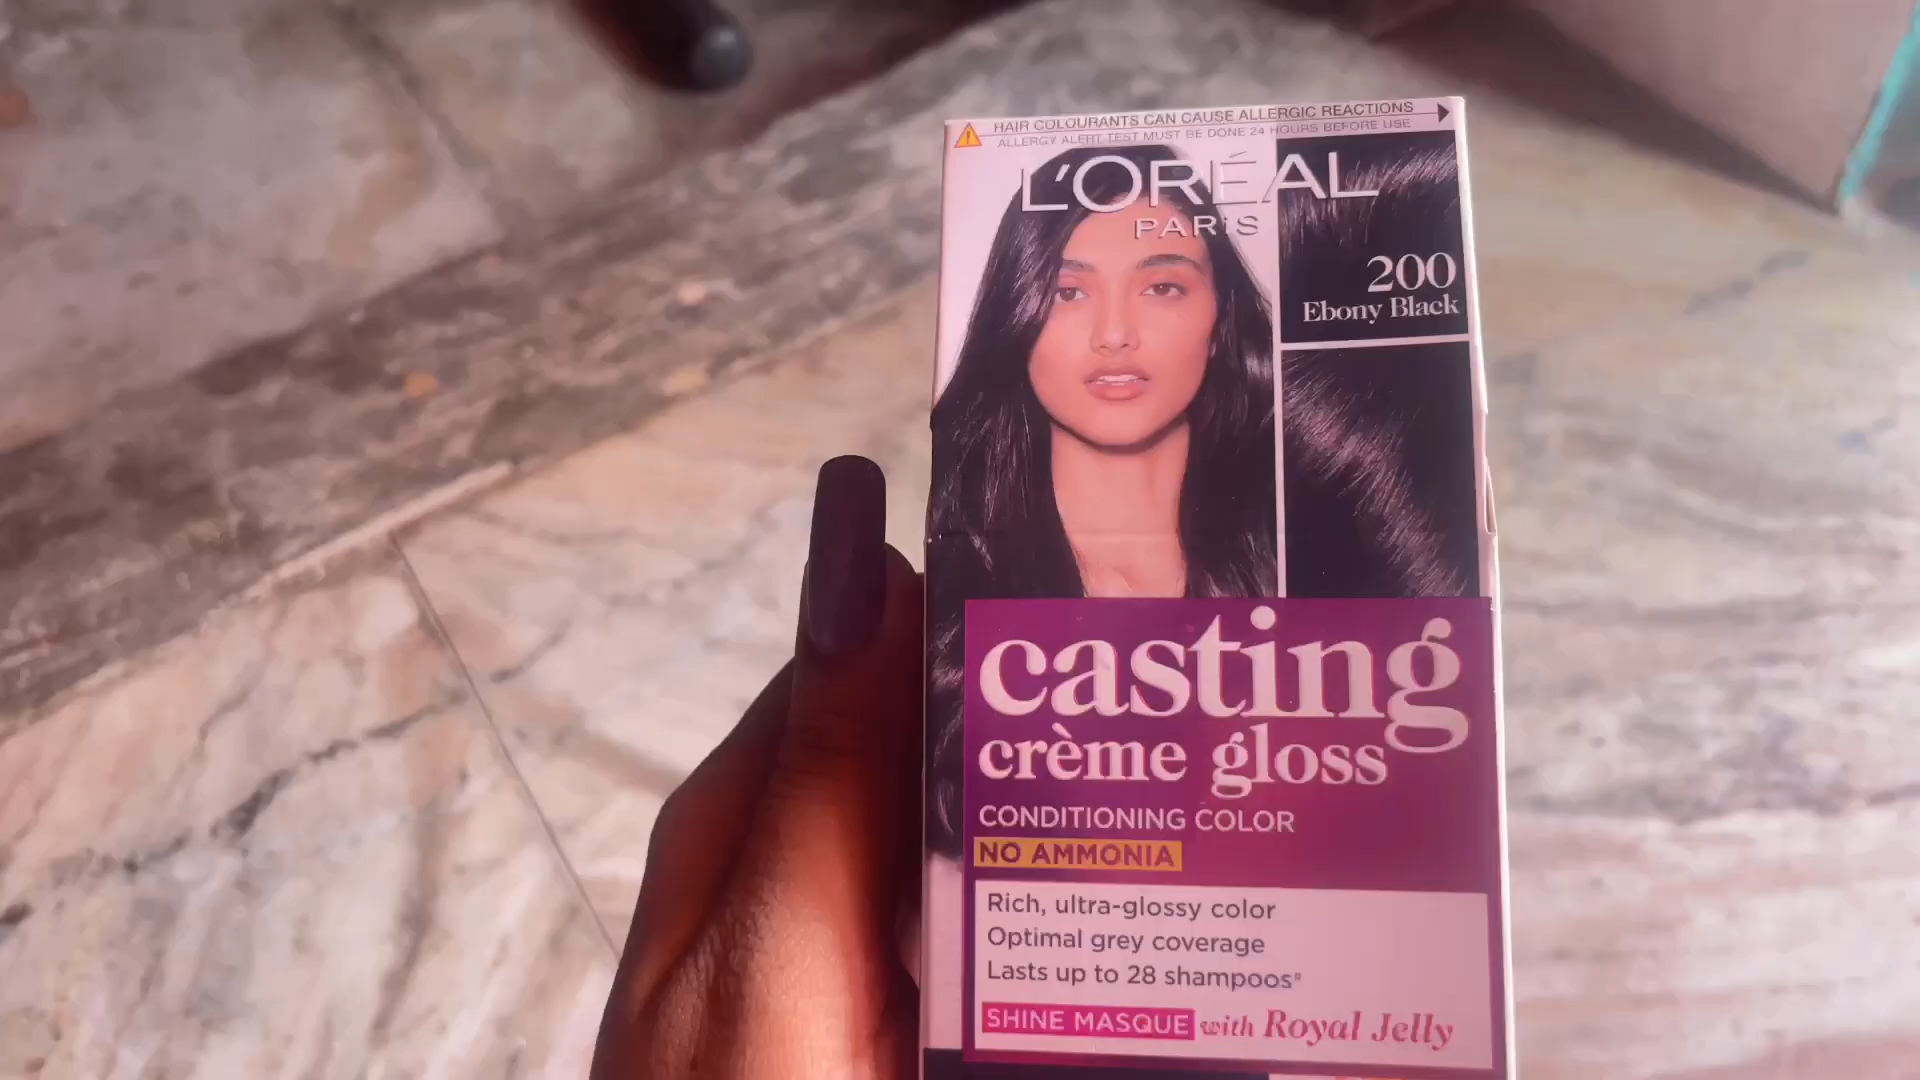 HAIR COLOURANTS CAN CAUSE ALLERGIC REACTIONS
ALLERGY ALERT TEST MUST BE DONE 24 HOURS BEFORE USE
L'ORÉAL
PARIS
200
Ebony Black
casting
crème gloss
CONDITIONING COLOR
NO AMMONIA
Rich, ultra-glossy color
Optimal grey coverage
Lasts up to 28 shampoos#
SHINE MASQUE with Royal Jelly